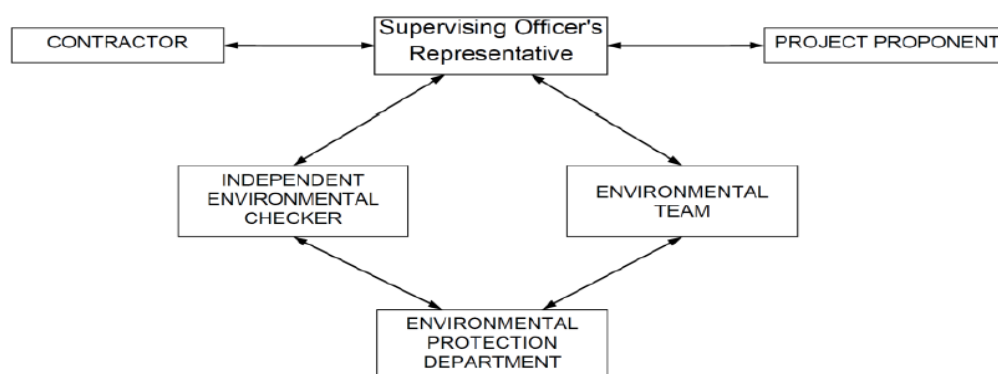 CONTRACTOR
Supervising Officer's
Representative
PROJECT PROPONENT
INDEPENDENT
ENVIRONMENTAL
CHECKER
ENVIRONMENTAL
TEAM
ENVIRONMENTAL
PROTECTION
DEPARTMENT